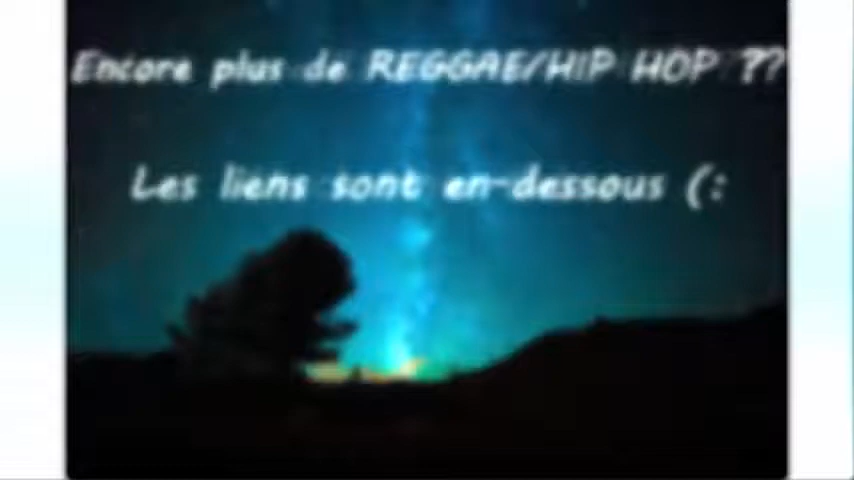 Encore plus de REGGAE/HIP HOP ??
Les liens sont en-dessous (: